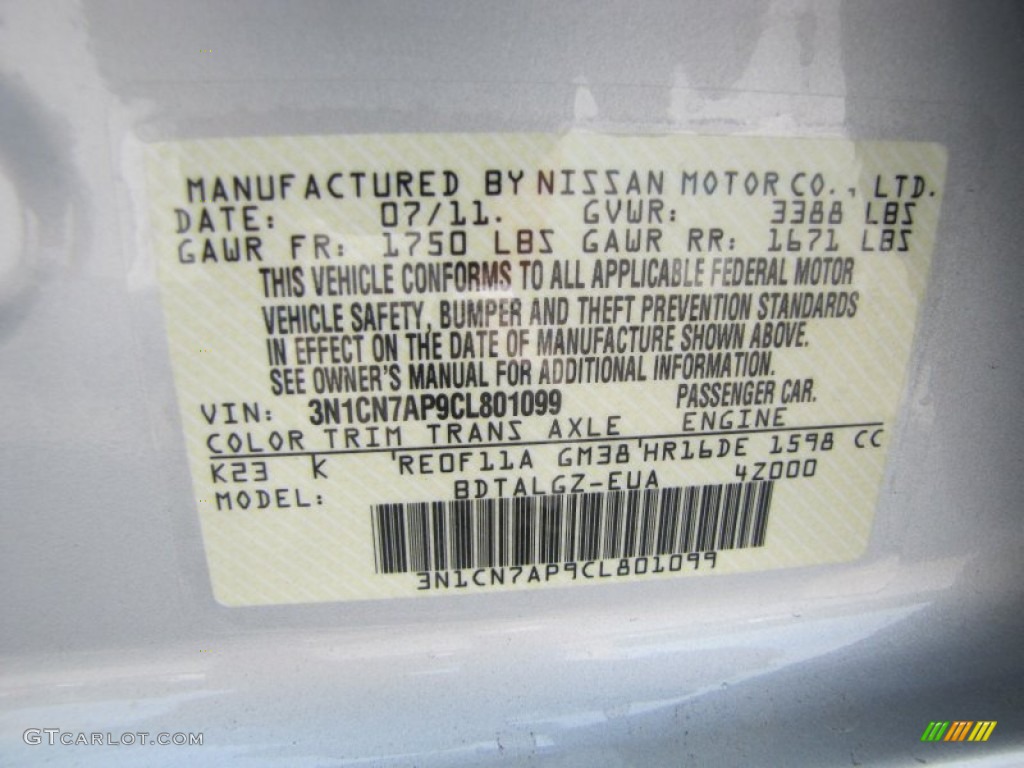 MANUFACTURED BY NISSAN MOTOR CO., LTD.
DATE: 07/11. GVWR: 3388 LBS
GAWR FR: 1750 LBS GAWR RR: 1671 LBS
THIS VEHICLE CONFORMS TO ALL APPLICABLE FEDERAL MOTOR
VEHICLE SAFETY, BUMPER AND THEFT PREVENTION STANDARDS
IN EFFECT ON THE DATE OF MANUFACTURE SHOWN ABOVE.
SEE OWNER'S MANUAL FOR ADDITIONAL INFORMATION.
VIN: 3N1CN7AP9CL801099 PASSENGER CAR.
COLOR TRIM TRANS AXLE ENGINE
K23 K 'RE0F11A GM38'HR16DE 1598 CC
MODEL: BDTALGZ-EUA 4Z000
3N1CN7AP9CL801099
GTCARLOT.COM